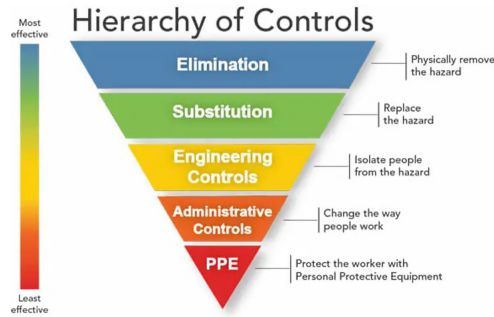 Hierarchy of Controls
Most
effective
Elimination
Physically remove
the hazard
Substitution
Replace
the hazard
Engineering
Controls
Isolate people
from the hazard
Administrative
Controls
Change the way
people work
PPE
Protect the worker with
Personal Protective Equipment
Least
effective